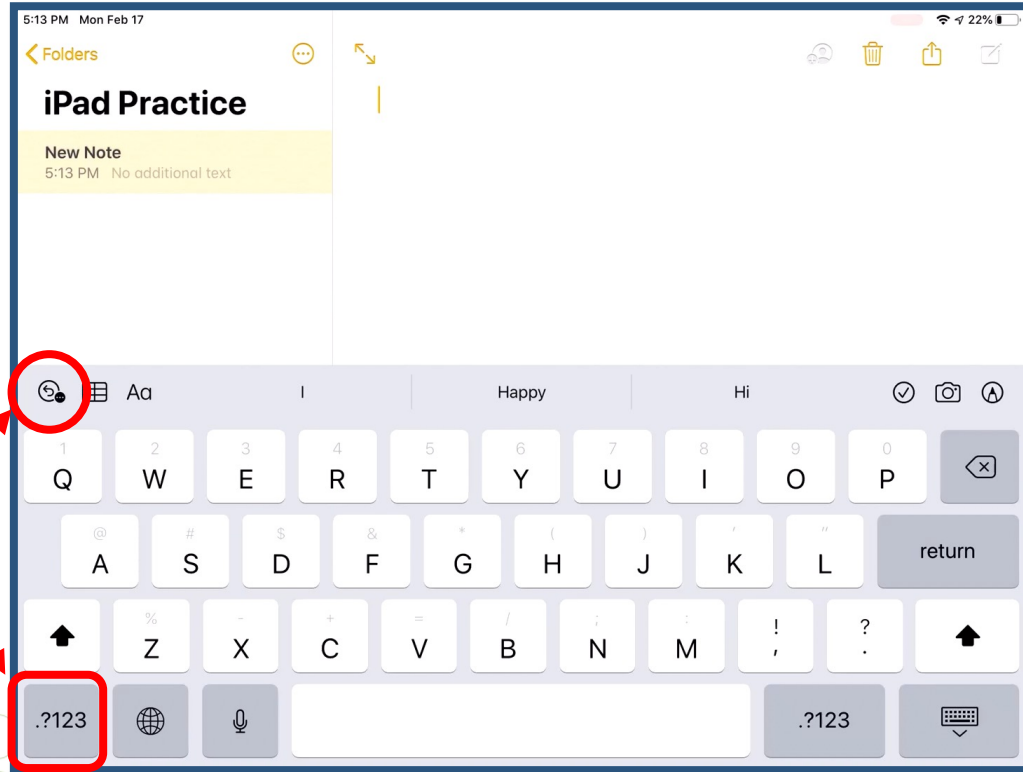 5:13 PM Mon Feb 17
22%
Folders
iPad Practice
New Note
5:13 PM No additional text
Aa I Happy Hi
1 2 3 4 5 6 7 8 9 0
Q W E R T Y U I O P
@ # $ & * ( ) ' "
A S D F G H J K L return
% - + = / ; : ! ?
Z X C V B N M , .
.?123 .?123